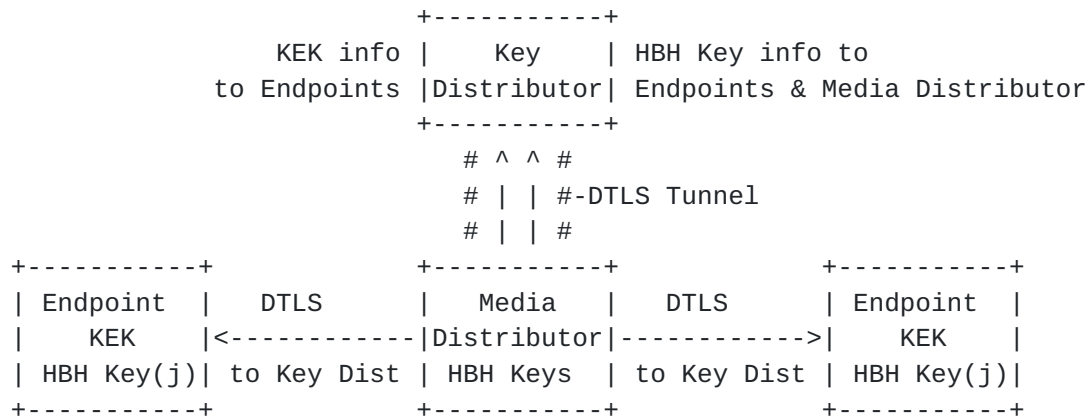 +-----------+
                 KEK info |    Key    | HBH Key info to
             to Endpoints |Distributor| Endpoints & Media Distributor
                          +-----------+
                             # ^ ^ #
                             # | | #-DTLS Tunnel
                             # | | #
+-----------+             +-----------+             +-----------+
| Endpoint  |   DTLS      |   Media   |   DTLS      | Endpoint  |
|    KEK    |<------------|Distributor|------------>|    KEK    |
| HBH Key(j)| to Key Dist | HBH Keys  | to Key Dist | HBH Key(j)|
+-----------+             +-----------+             +-----------+